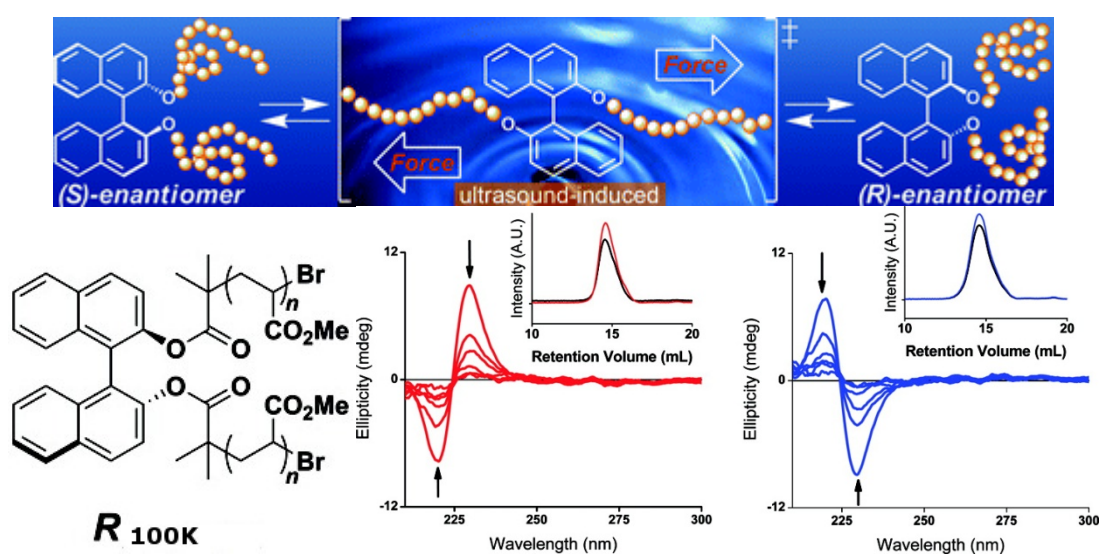 O
O
(S)-enantiomer
Force
O
O
Force
ultrasound-induced
‡
O
O
(R)-enantiomer
Br
n
CO₂Me
O
O
O
O
CO₂Me
n
Br
R 100K
12
0
-12
Ellipticity (mdeg)
225
250
275
300
Wavelength (nm)
Intensity (A.U.)
10
15
20
Retention Volume (mL)
12
0
-12
Ellipticity (mdeg)
225
250
275
300
Wavelength (nm)
Intensity (A.U.)
10
15
20
Retention Volume (mL)